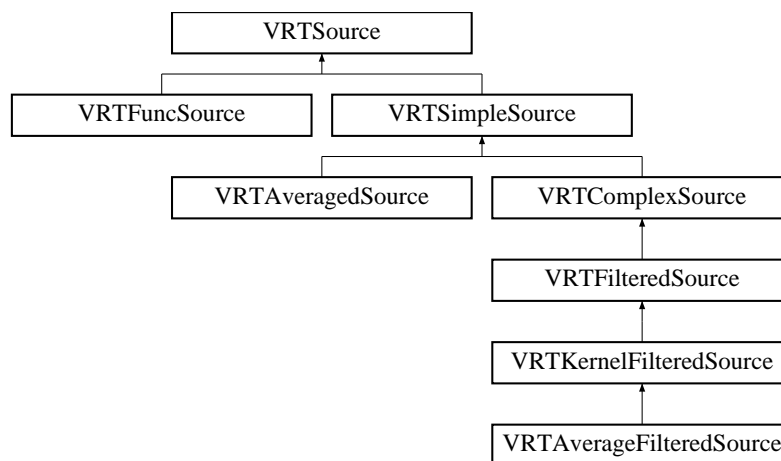 VRTSource
VRTFuncSource
VRTSimpleSource
VRTAveragedSource
VRTComplexSource
VRTFilteredSource
VRTKernelFilteredSource
VRTAverageFilteredSource